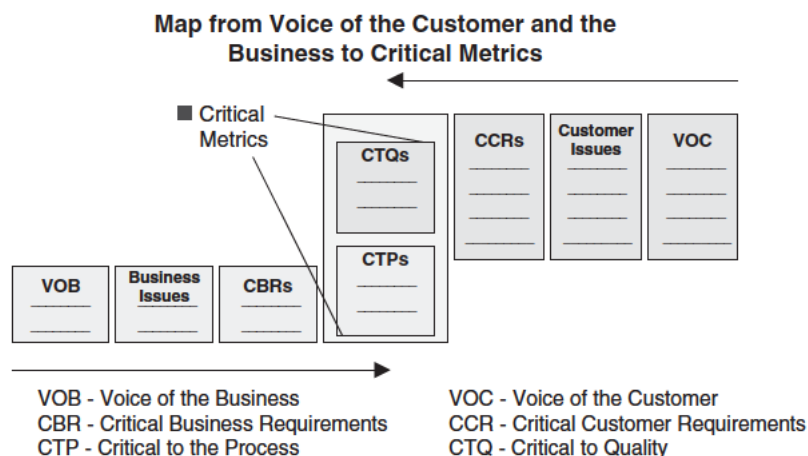 Map from Voice of the Customer and the
Business to Critical Metrics
Critical
Metrics
CTQs
CCRs
Customer
Issues
VOC
CTPs
VOB
Business
Issues
CBRs
VOB - Voice of the Business
CBR - Critical Business Requirements
CTP - Critical to the Process
VOC - Voice of the Customer
CCR - Critical Customer Requirements
CTQ - Critical to Quality